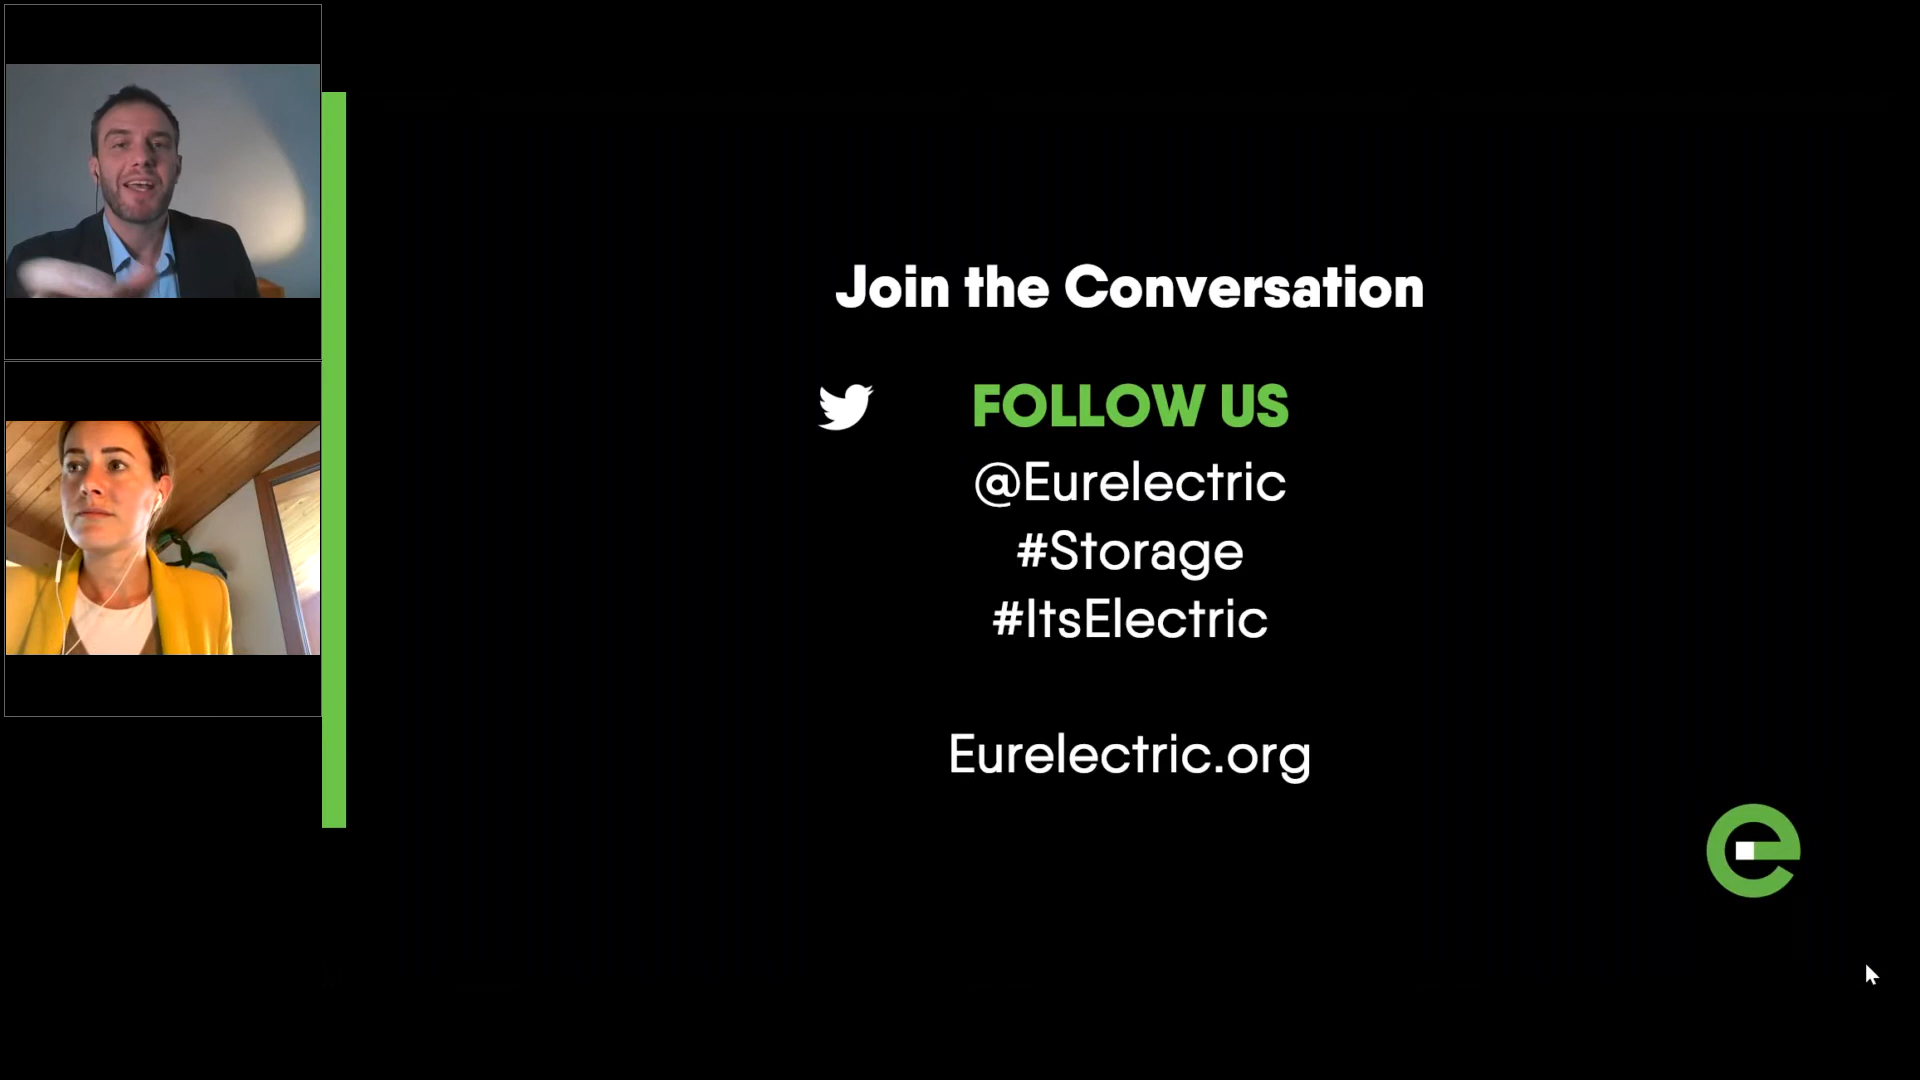 Join the Conversation
FOLLOW US
@Eurelectric
#Storage
#ItsElectric
Eurelectric.org